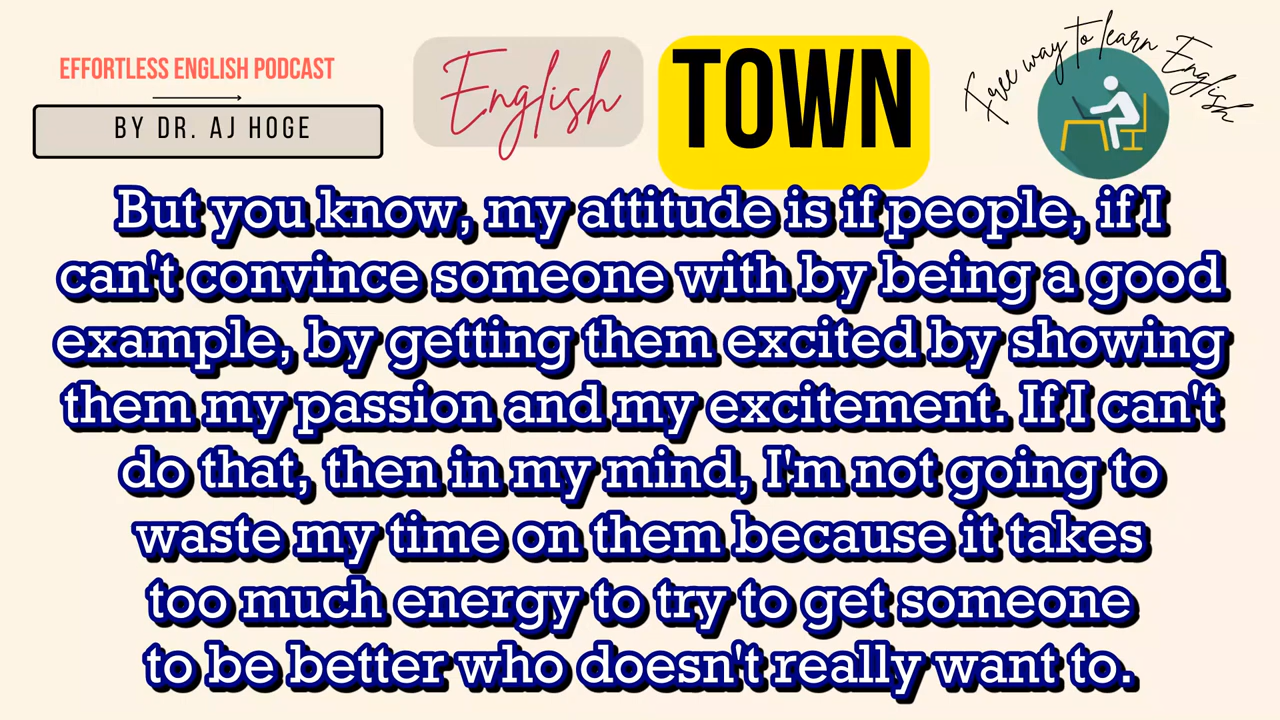 EFFORTLESS ENGLISH PODCAST
BY DR. AJ HOGE
English
TOWN
Free way to learn English
But you know, my attitude is if people, if I
can't convince someone with by being a good
example, by getting them excited by showing
them my passion and my excitement. If I can't
do that, then in my mind, I'm not going to
waste my time on them because it takes
too much energy to try to get someone
to be better who doesn't really want to.